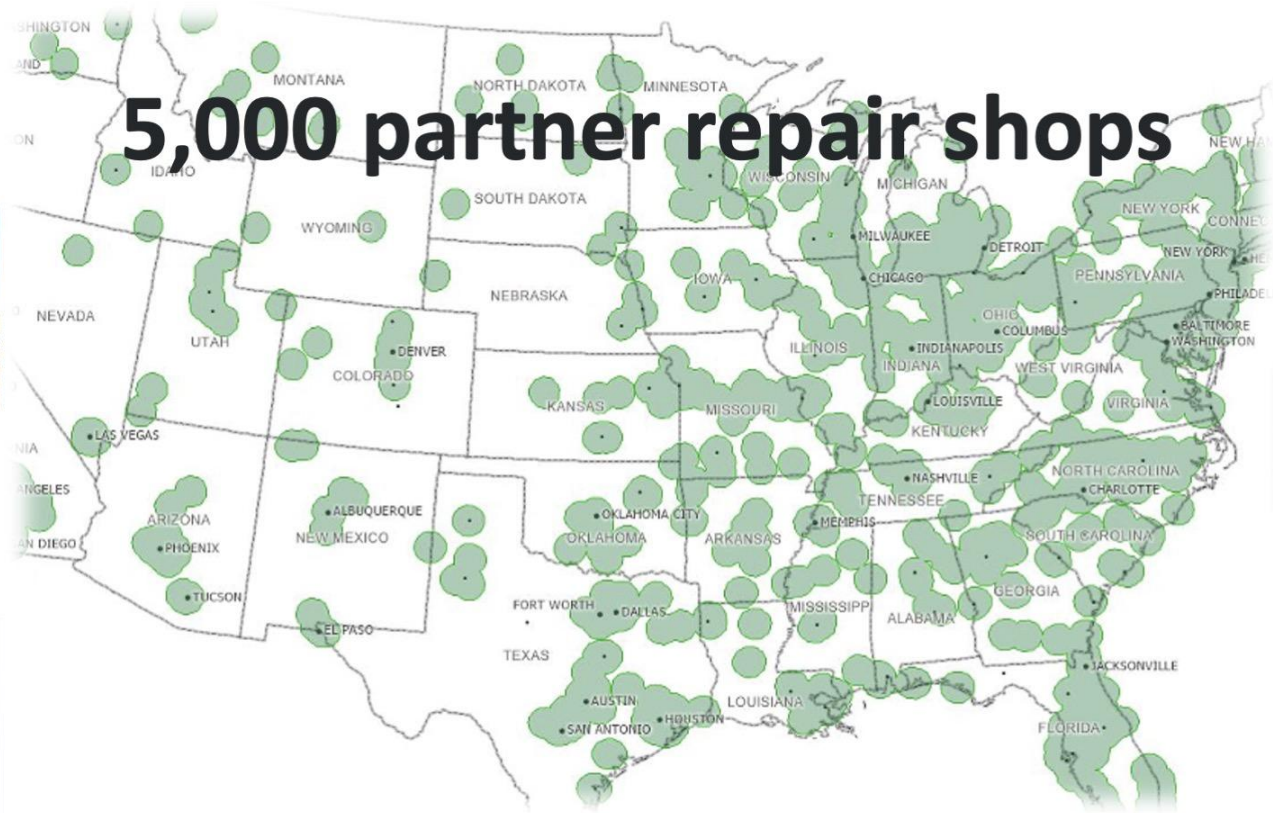 5,000 partner repair shops
MONTANA
NORTH DAKOTA
MINNESOTA
IDAHO
WISCONSIN
MICHIGAN
SOUTH DAKOTA
WYOMING
NEW YORK
MILWAUKEE
DETROIT
NEW YORK
CHICAGO
IOWA
PENNSYLVANIA
NEBRASKA
NEVADA
OHIO
COLUMBUS
BALTIMORE
WASHINGTON
UTAH
DENVER
ILLINOIS
INDIANAPOLIS
INDIANA
WEST VIRGINIA
COLORADO
KANSAS
MISSOURI
LOUISVILLE
VIRGINIA
LAS VEGAS
KENTUCKY
NORTH CAROLINA
NASHVILLE
CHARLOTTE
TENNESSEE
ARIZONA
ALBUQUERQUE
OKLAHOMA CITY
MEMPHIS
NEW MEXICO
OKLAHOMA
ARKANSAS
SOUTH CAROLINA
PHOENIX
TUCSON
GEORGIA
FORT WORTH
DALLAS
MISSISSIPPI
ALABAMA
EL PASO
TEXAS
JACKSONVILLE
AUSTIN
LOUISIANA
HOUSTON
SAN ANTONIO
FLORIDA